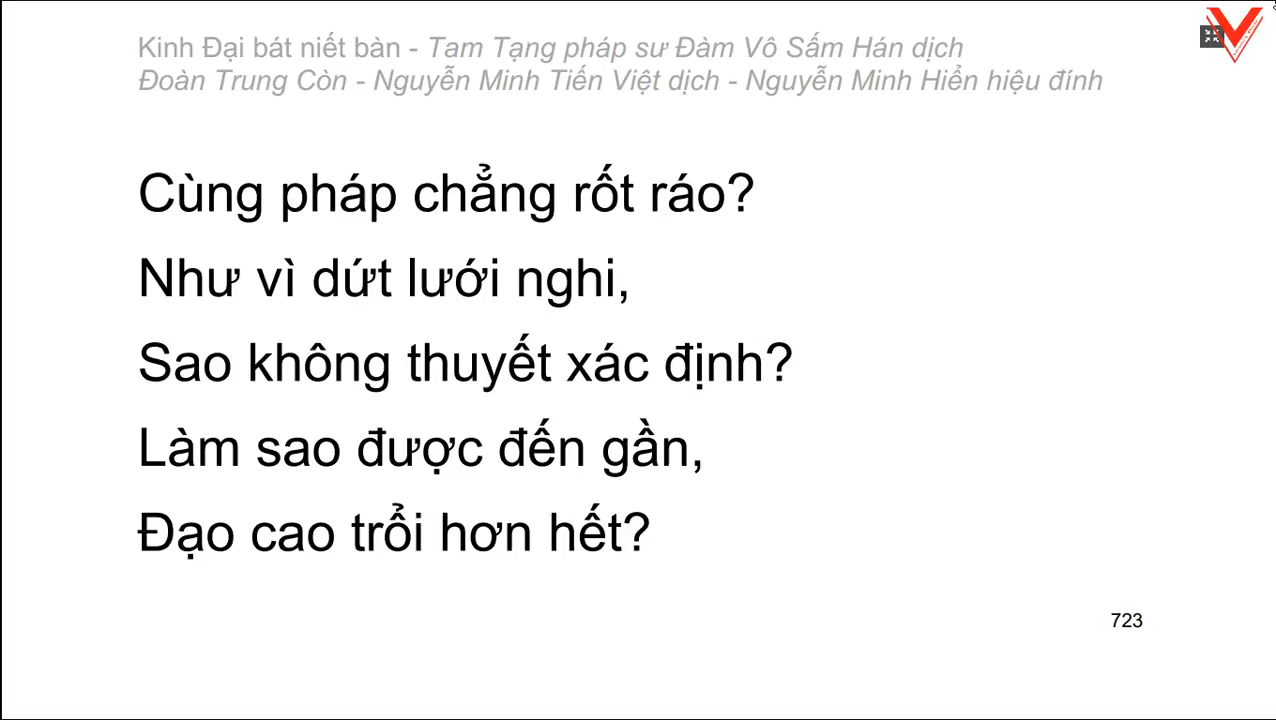 Kinh Đại bát niết bàn - Tam Tạng pháp sư Đàm Vô Sấm Hán dịch
Đoàn Trung Còn - Nguyễn Minh Tiến Việt dịch - Nguyễn Minh Hiển hiệu đính
Cùng pháp chẳng rốt ráo?
Như vì dứt lưới nghi,
Sao không thuyết xác định?
Làm sao được đến gần,
Đạo cao trổi hơn hết?
723